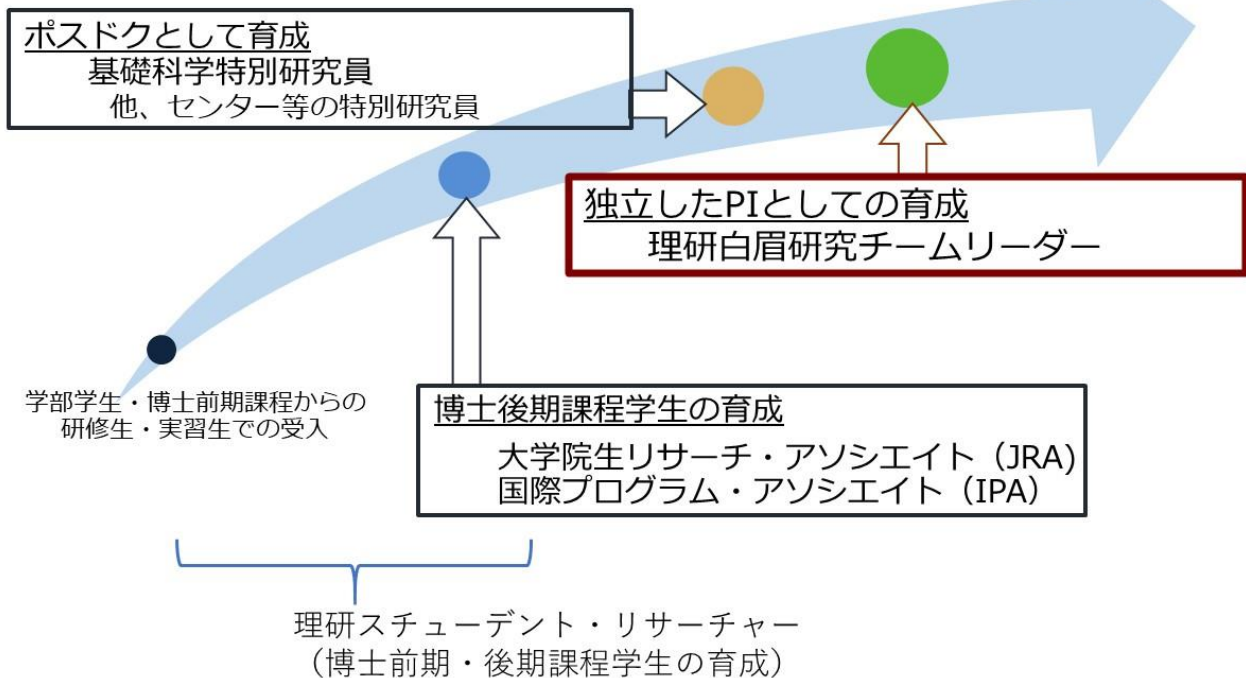 ポスドクとして育成
基礎科学特別研究員
他、センター等の特別研究員
独立したPIとしての育成
理研白眉研究チームリーダー
学部学生・博士前期課程からの
研修生・実習生での受入
博士後期課程学生の育成
大学院生リサーチ・アソシエイト（JRA)
国際プログラム・アソシエイト（IPA）
理研スチューデント・リサーチャー
（博士前期・後期課程学生の育成）